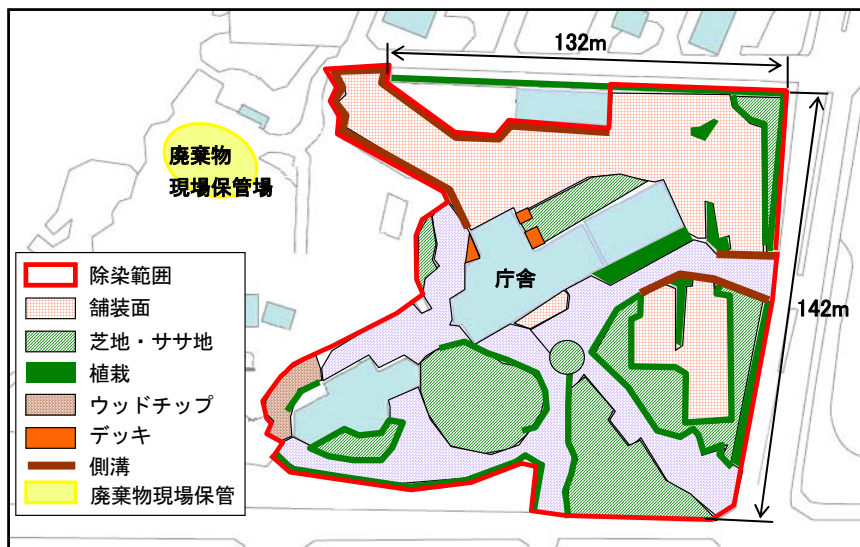 132m
廃棄物
現場保管場
庁舎
142m
除染範囲
舗装面
芝地・ササ地
植栽
ウッドチップ
デッキ
側溝
廃棄物現場保管